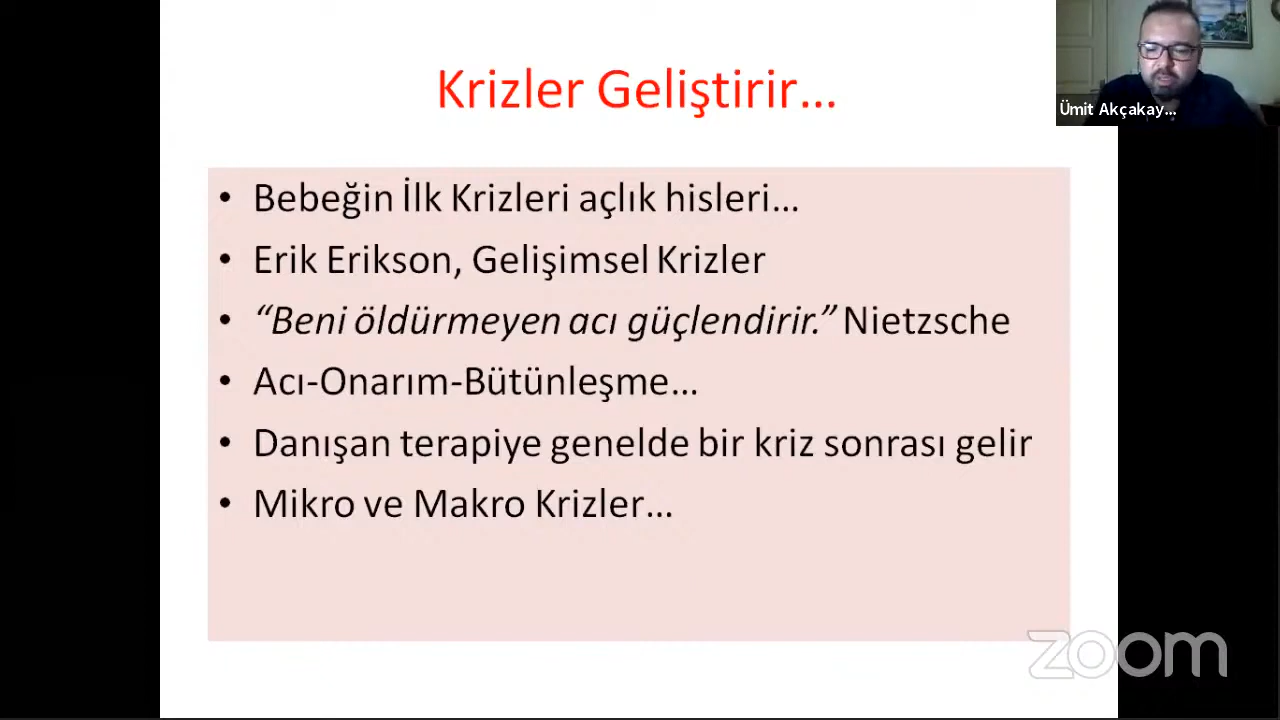 Krizler Geliştirir...
Ümit Akçakay...
• Bebeğin İlk Krizleri açlık hisleri...
• Erik Erikson, Gelişimsel Krizler
• “Beni öldürmeyen acı güçlendirir.” Nietzsche
• Acı-Onarım-Bütünleşme...
• Danışan terapiye genelde bir kriz sonrası gelir
• Mikro ve Makro Krizler...
zoom